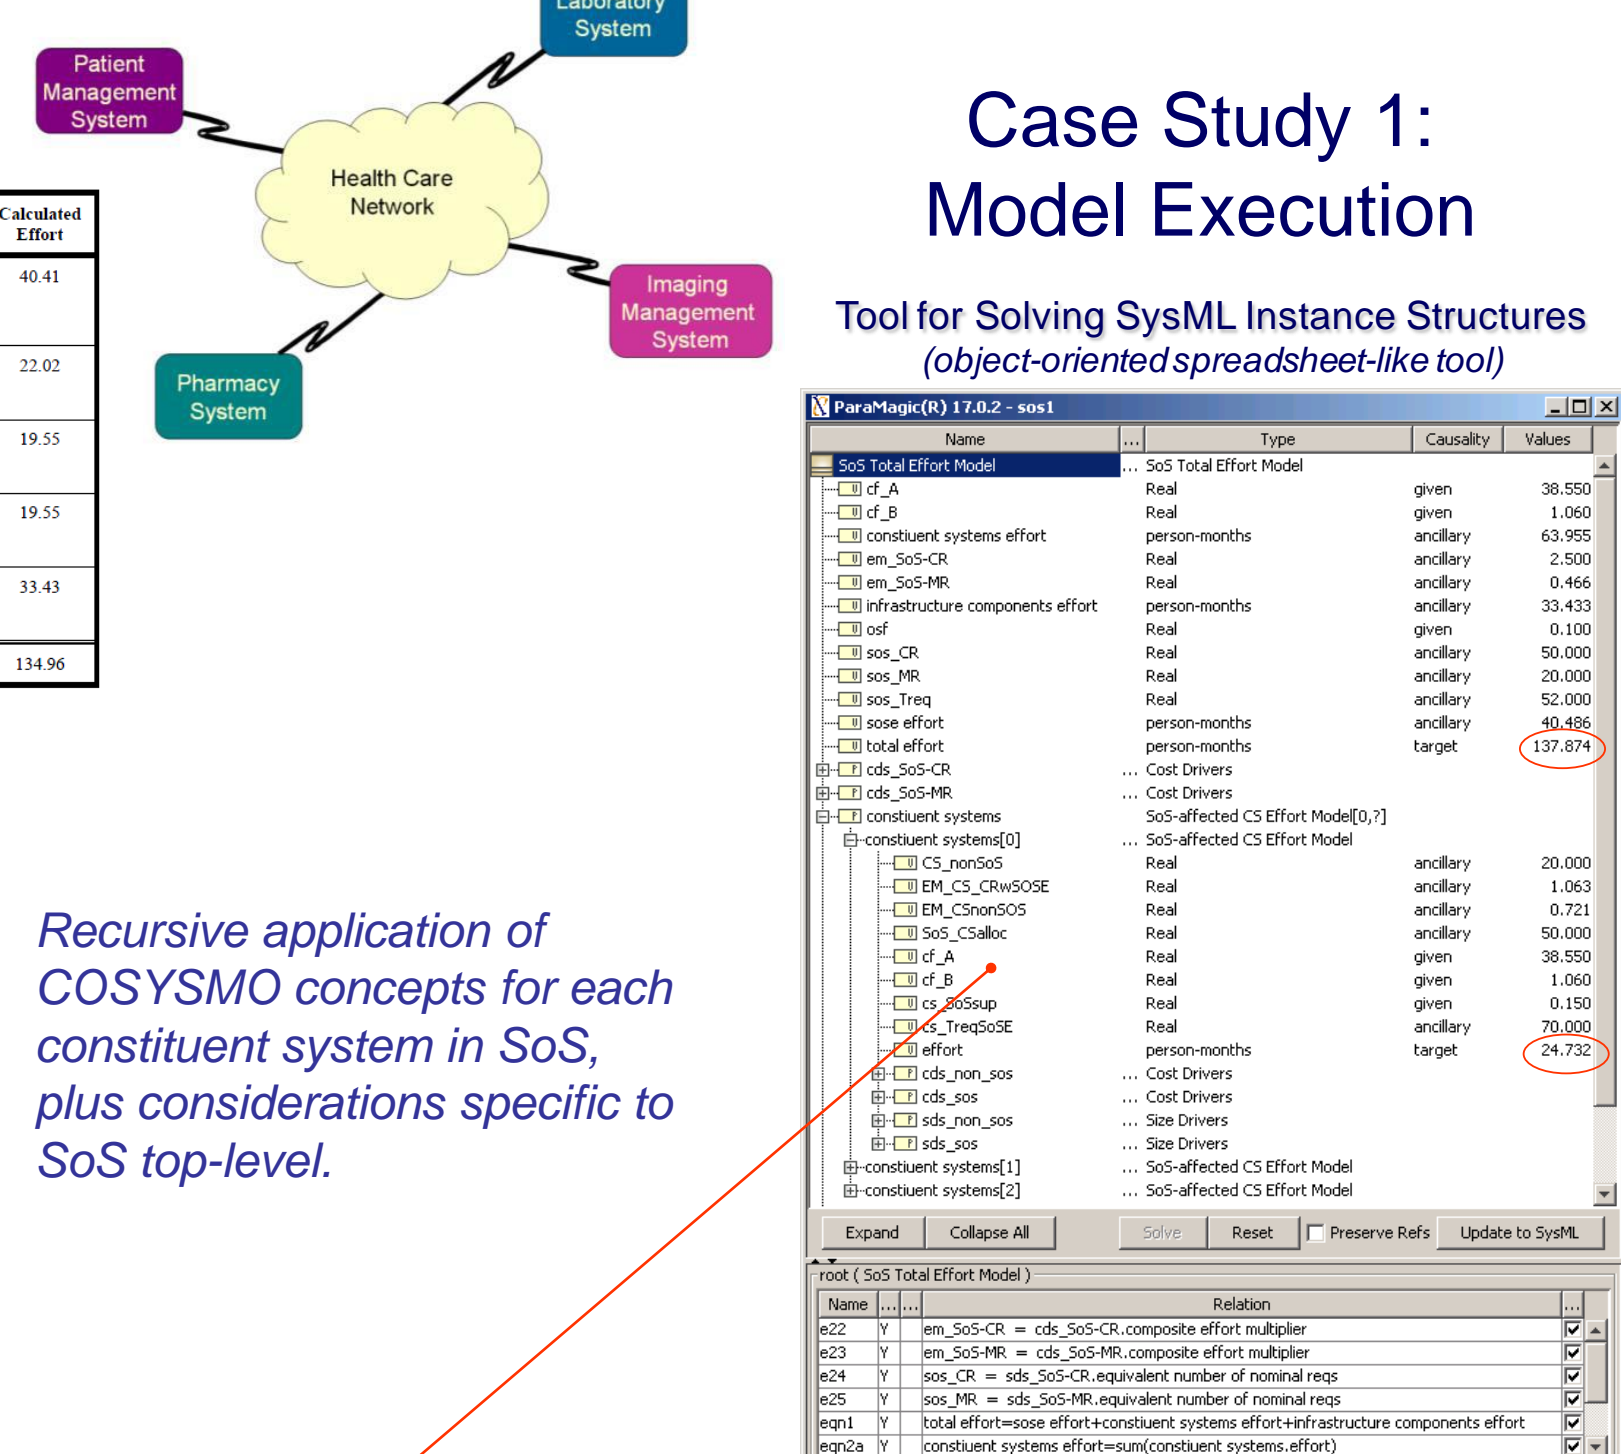 Laboratory
System
Patient
Management
System
Health Care
Network
Imaging
Management
System
Pharmacy
System
Calculated
Effort
40.41
22.02
19.55
19.55
33.43
134.96
Case Study 1:
Model Execution
Tool for Solving SysML Instance Structures
(object-oriented spreadsheet-like tool)
Recursive application of
COSYSMO concepts for each
constituent system in SoS,
plus considerations specific to
SoS top-level.
ParaMagic(R) 17.0.2 - sos1
Name ... Type Causality Values
SoS Total Effort Model ... SoS Total Effort Model
cf_A Real given 38.550
cf_B Real given 1.060
constiuent systems effort person-months ancillary 63.955
em_SoS-CR Real ancillary 2.500
em_SoS-MR Real ancillary 0.466
infrastructure components effort person-months ancillary 33.433
osf Real given 0.100
sos_CR Real ancillary 50.000
sos_MR Real ancillary 20.000
sos_Treq Real ancillary 52.000
sose effort person-months ancillary 40.486
total effort person-months target 137.874
cds_SoS-CR ... Cost Drivers
cds_SoS-MR ... Cost Drivers
constiuent systems SoS-affected CS Effort Model[0,?]
constiuent systems[0] ... SoS-affected CS Effort Model
CS_nonSoS Real ancillary 20.000
EM_CS_CRwSOSE Real ancillary 1.063
EM_CSnonSOS Real ancillary 0.721
SoS_CSalloc Real ancillary 50.000
cf_A Real given 38.550
cf_B Real given 1.060
cs_SoSsup Real given 0.150
cs_TreqSoSE Real ancillary 70.000
effort person-months target 24.732
cds_non_sos ... Cost Drivers
cds_sos ... Cost Drivers
sds_non_sos ... Size Drivers
sds_sos ... Size Drivers
constiuent systems[1] ... SoS-affected CS Effort Model
constiuent systems[2] ... SoS-affected CS Effort Model
Expand Collapse All Solve Reset Preserve Refs Update to SysML
root ( SoS Total Effort Model )
Name ... ... Relation ...
e22 Y em_SoS-CR = cds_SoS-CR.composite effort multiplier
e23 Y em_SoS-MR = cds_SoS-MR.composite effort multiplier
e24 Y sos_CR = sds_SoS-CR.equivalent number of nominal reqs
e25 Y sos_MR = sds_SoS-MR.equivalent number of nominal reqs
eqn1 Y total effort=sose effort+constiuent systems effort+infrastructure components effort
eqn2a Y constiuent systems effort=sum(constiuent systems.effort)